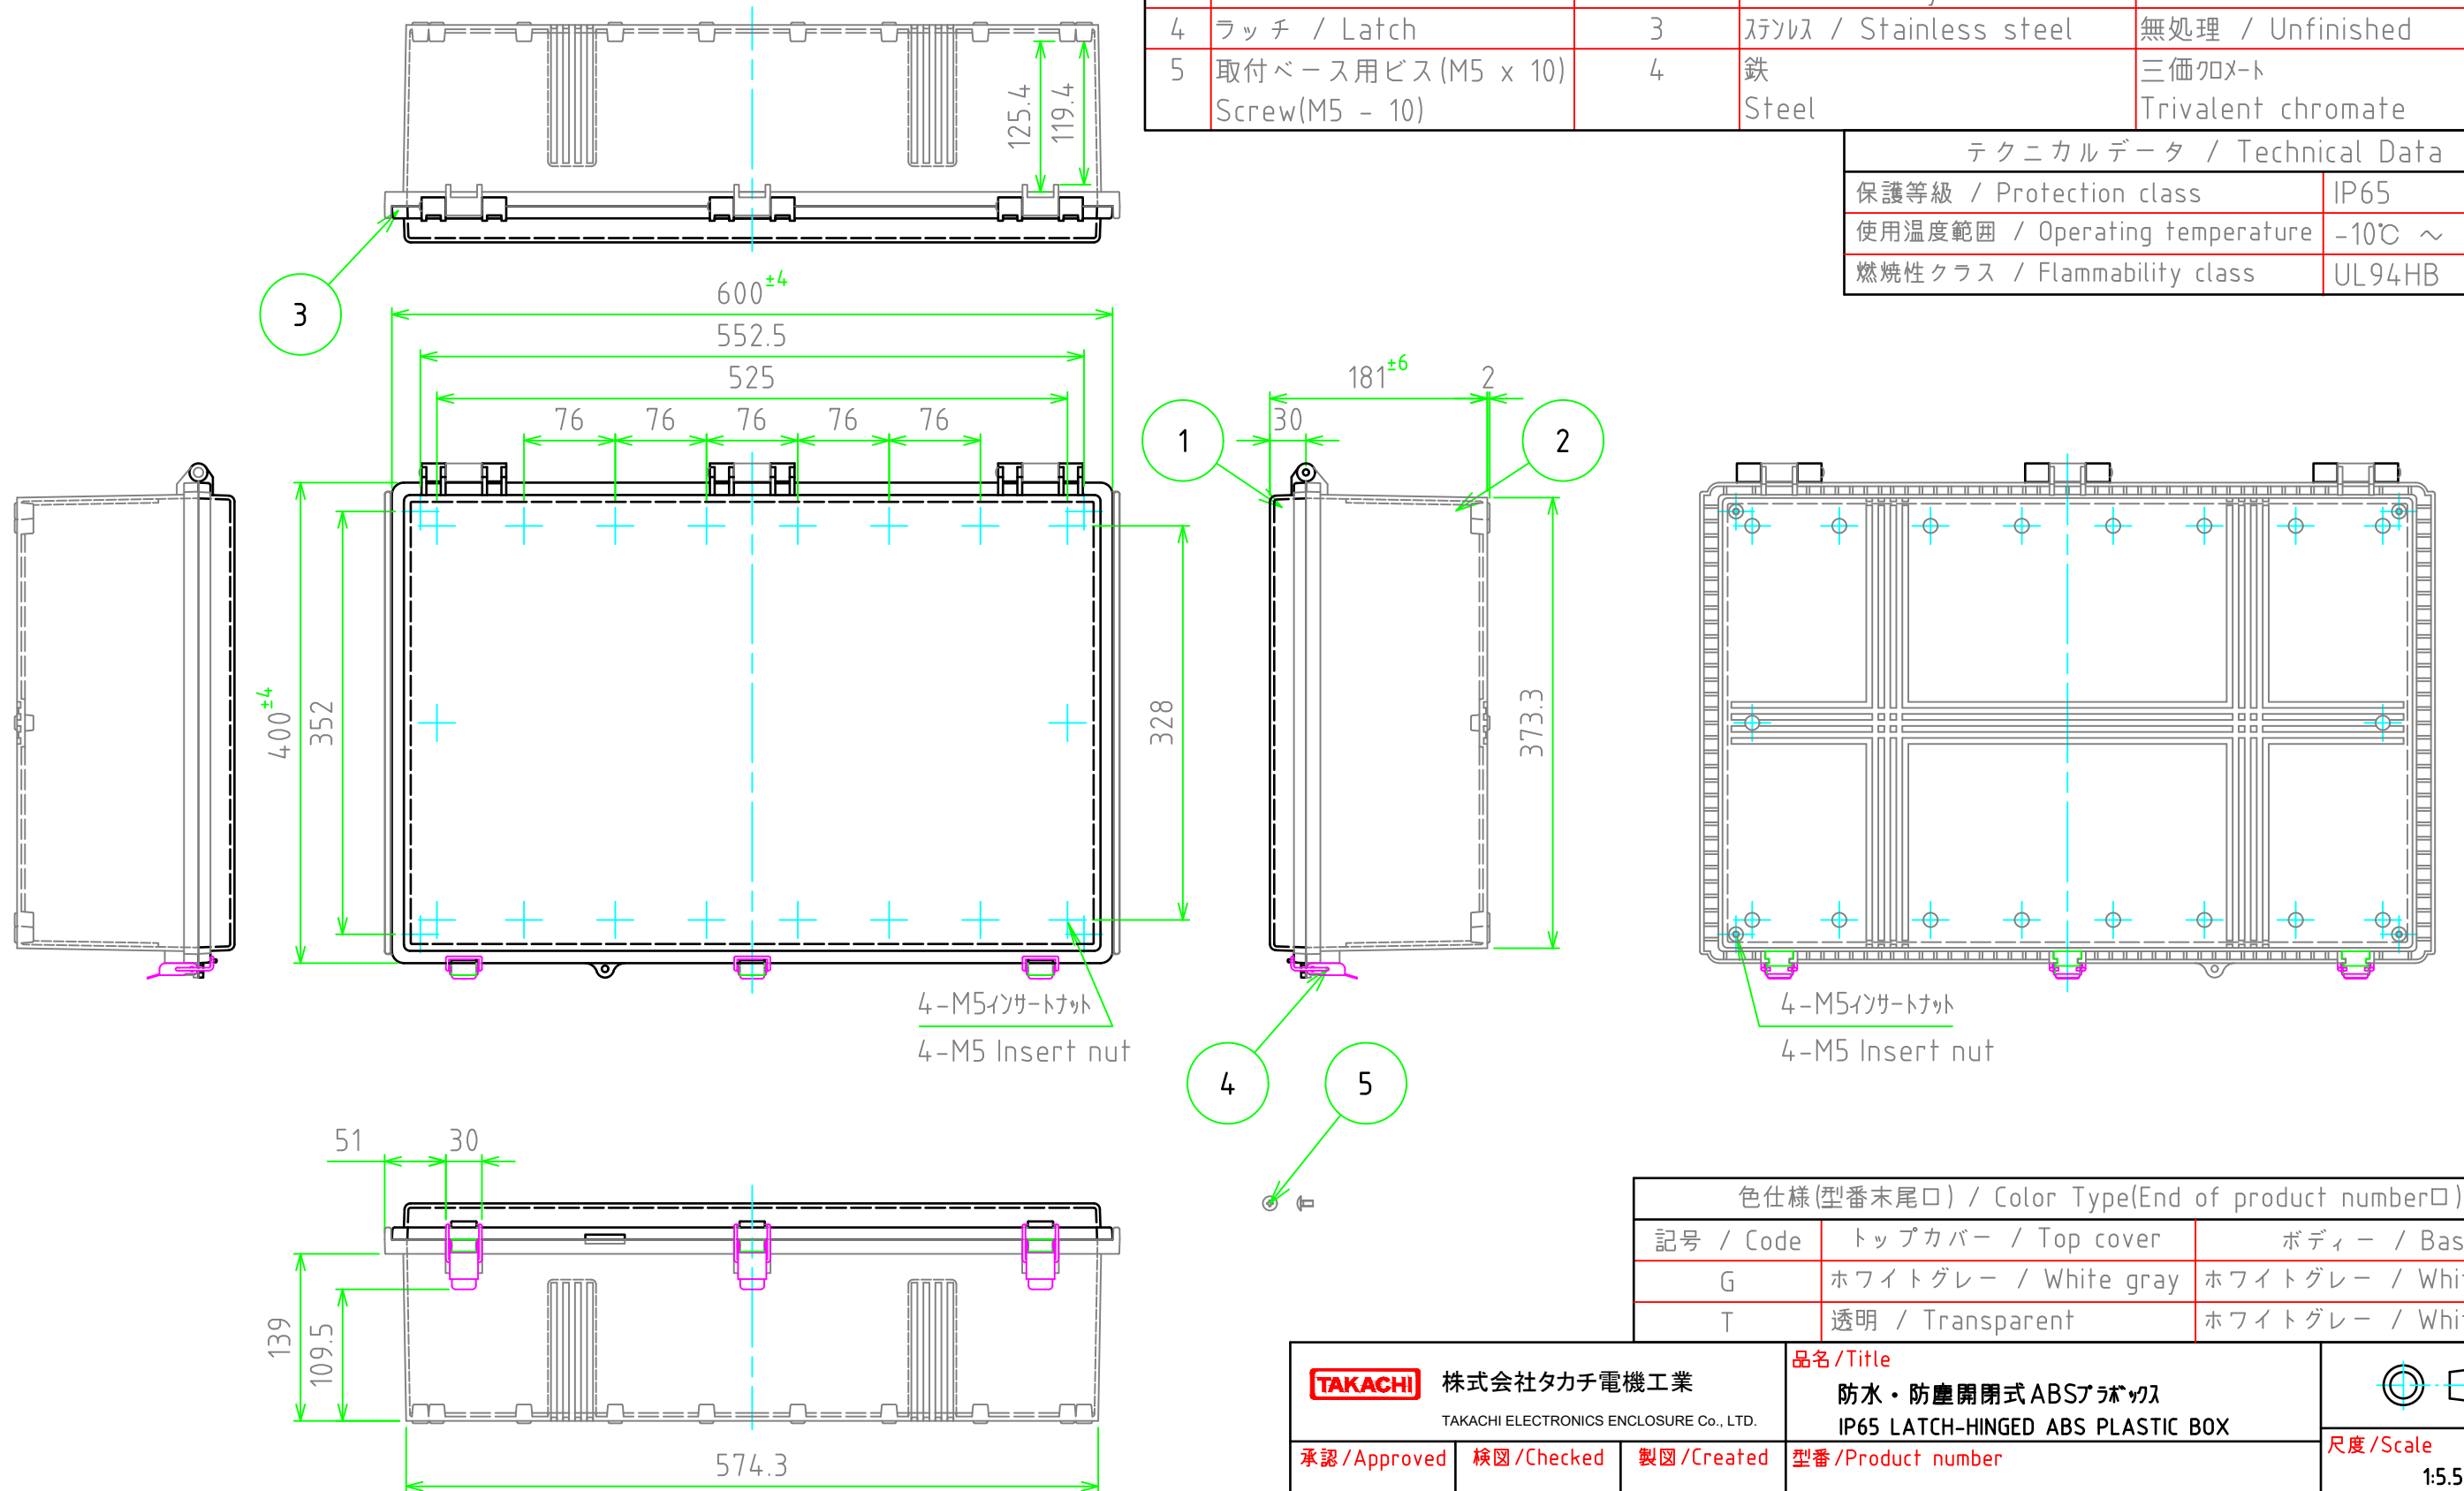 4 ラッチ / Latch 3 ステンレス / Stainless steel 無処理 / Unfinished
5 取付ベース用ビス(M5 x 10) 4 鉄 三価クロメート
Screw(M5 - 10) Steel Trivalent chromate
テクニカルデータ / Technical Data
保護等級 / Protection class IP65
使用温度範囲 / Operating temperature -10℃ ～
燃焼性クラス / Flammability class UL94HB
125.4
119.4
3
600±4
552.5
525
76 76 76 76 76
181±6
2
30
1
2
400±4
352
328
373.3
4-M5インサートナット
4-M5 Insert nut
4-M5インサートナット
4-M5 Insert nut
4
5
51
30
139
109.5
574.3
色仕様(型番末尾□) / Color Type(End of product number□)
記号 / Code トップカバー / Top cover ボディー /
G ホワイトグレー / White gray ホワイトグレー /
T 透明 / Transparent ホワイトグレー /
TAKACHI 株式会社タカチ電機工業
TAKACHI ELECTRONICS ENCLOSURE Co., LTD.
品名/Title
防水・防塵開閉式ABSプラボックス
IP65 LATCH-HINGED ABS PLASTIC BOX
承認/Approved 検図/Checked 製図/Created 型番/Product number
尺度/Scale
1:5.5